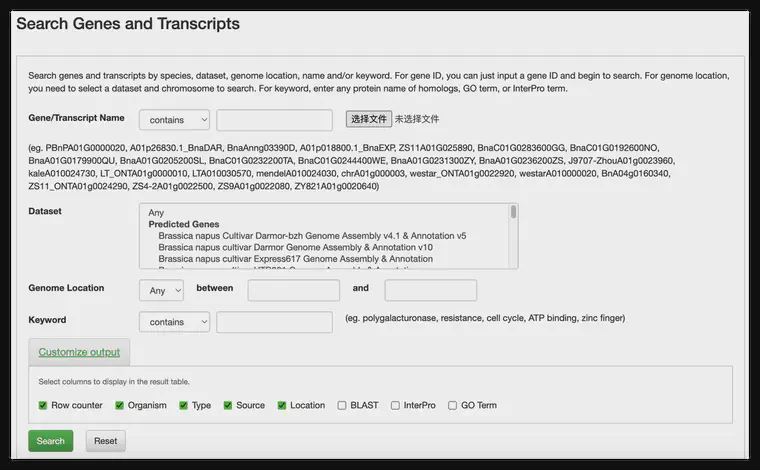 Search Genes and Transcripts
Search genes and transcripts by species, dataset, genome location, name and/or keyword. For gene ID, you can just input a gene ID and begin to search. For genome location,
you need to select a dataset and chromosome to search. For keyword, enter any protein name of homologs, GO term, or InterPro term.
Gene/Transcript Name contains 选择文件 未选择文件
(eg. PBnPA01G0000020, A01p26830.1_BnaDAR, BnaAnng03390D, A01p018800.1_BnaEXP, ZS11A01G025890, BnaC01G0283600GG, BnaC01G0192600NO,
BnaA01G0179900QU, BnaA01G0205200SL, BnaC01G0232200TA, BnaC01G0244400WE, BnaA01G0231300ZY, BnaA01G0236200ZS, J9707-ZhouA01g0023960,
kaleA010024730, LT_ONTA01g0000010, LTA010030570, mendelA010024030, chrA01g000003, westar_ONTA01g0022920, westarA010000020, BnA04g0160340,
ZS11_ONTA01g0024290, ZS4-2A01g0022500, ZS9A01g0022080, ZY821A01g0020640)
Dataset Any
Predicted Genes
Brassica napus Cultivar Darmor-bzh Genome Assembly v4.1 & Annotation v5
Brassica napus cultivar Darmor Genome Assembly & Annotation v10
Brassica napus cultivar Express617 Genome Assembly & Annotation
Genome Location Any between and
Keyword contains (eg. polygalacturonase, resistance, cell cycle, ATP binding, zinc finger)
Customize output
Select columns to display in the result table.
Row counter Organism Type Source Location BLAST InterPro GO Term
Search Reset